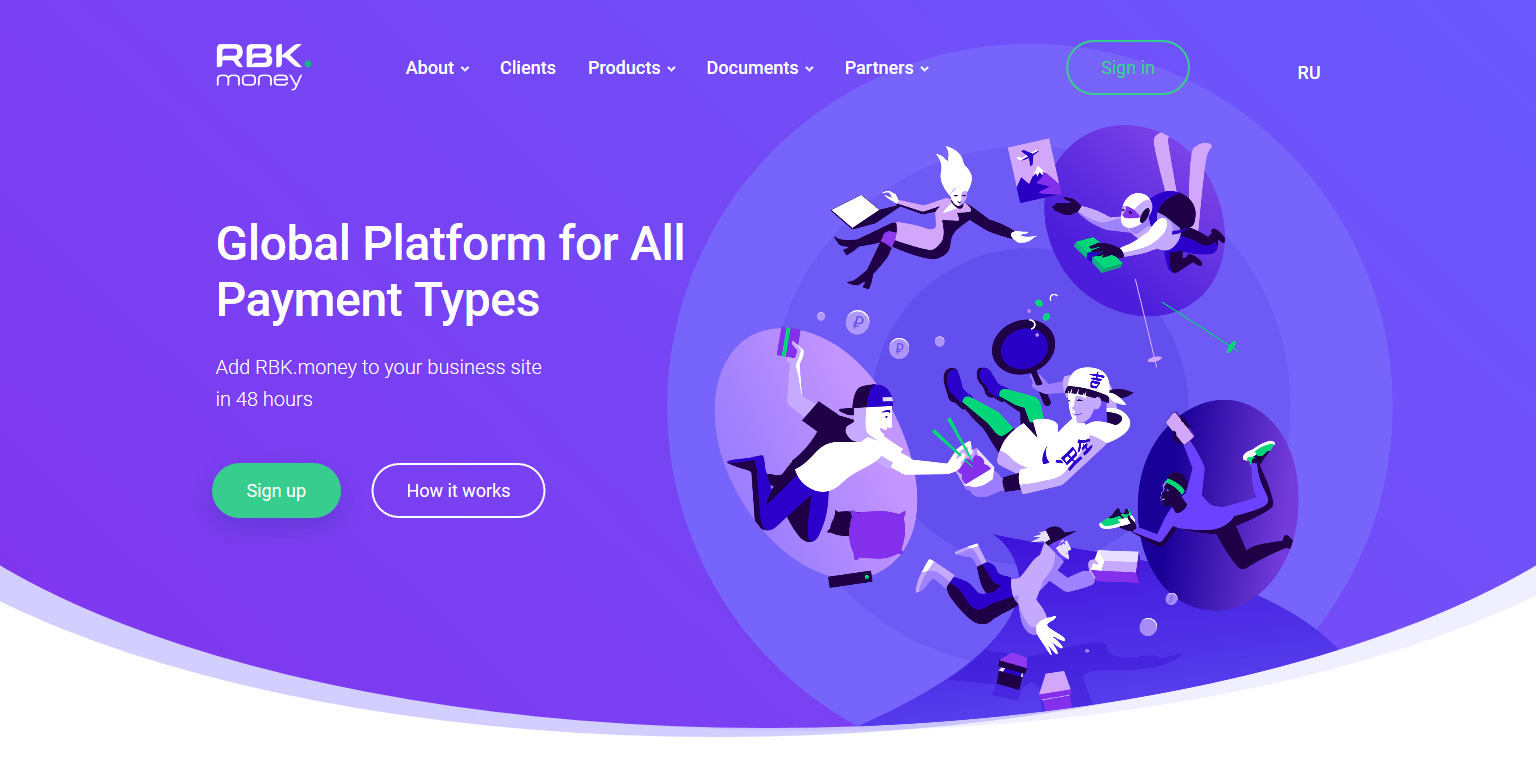 RBK.
money
About
Clients
Products
Documents
Partners
Sign in
RU
Global Platform for All
Payment Types
Add RBK.money to your business site
in 48 hours
Sign up
How it works
₽
₽
吉